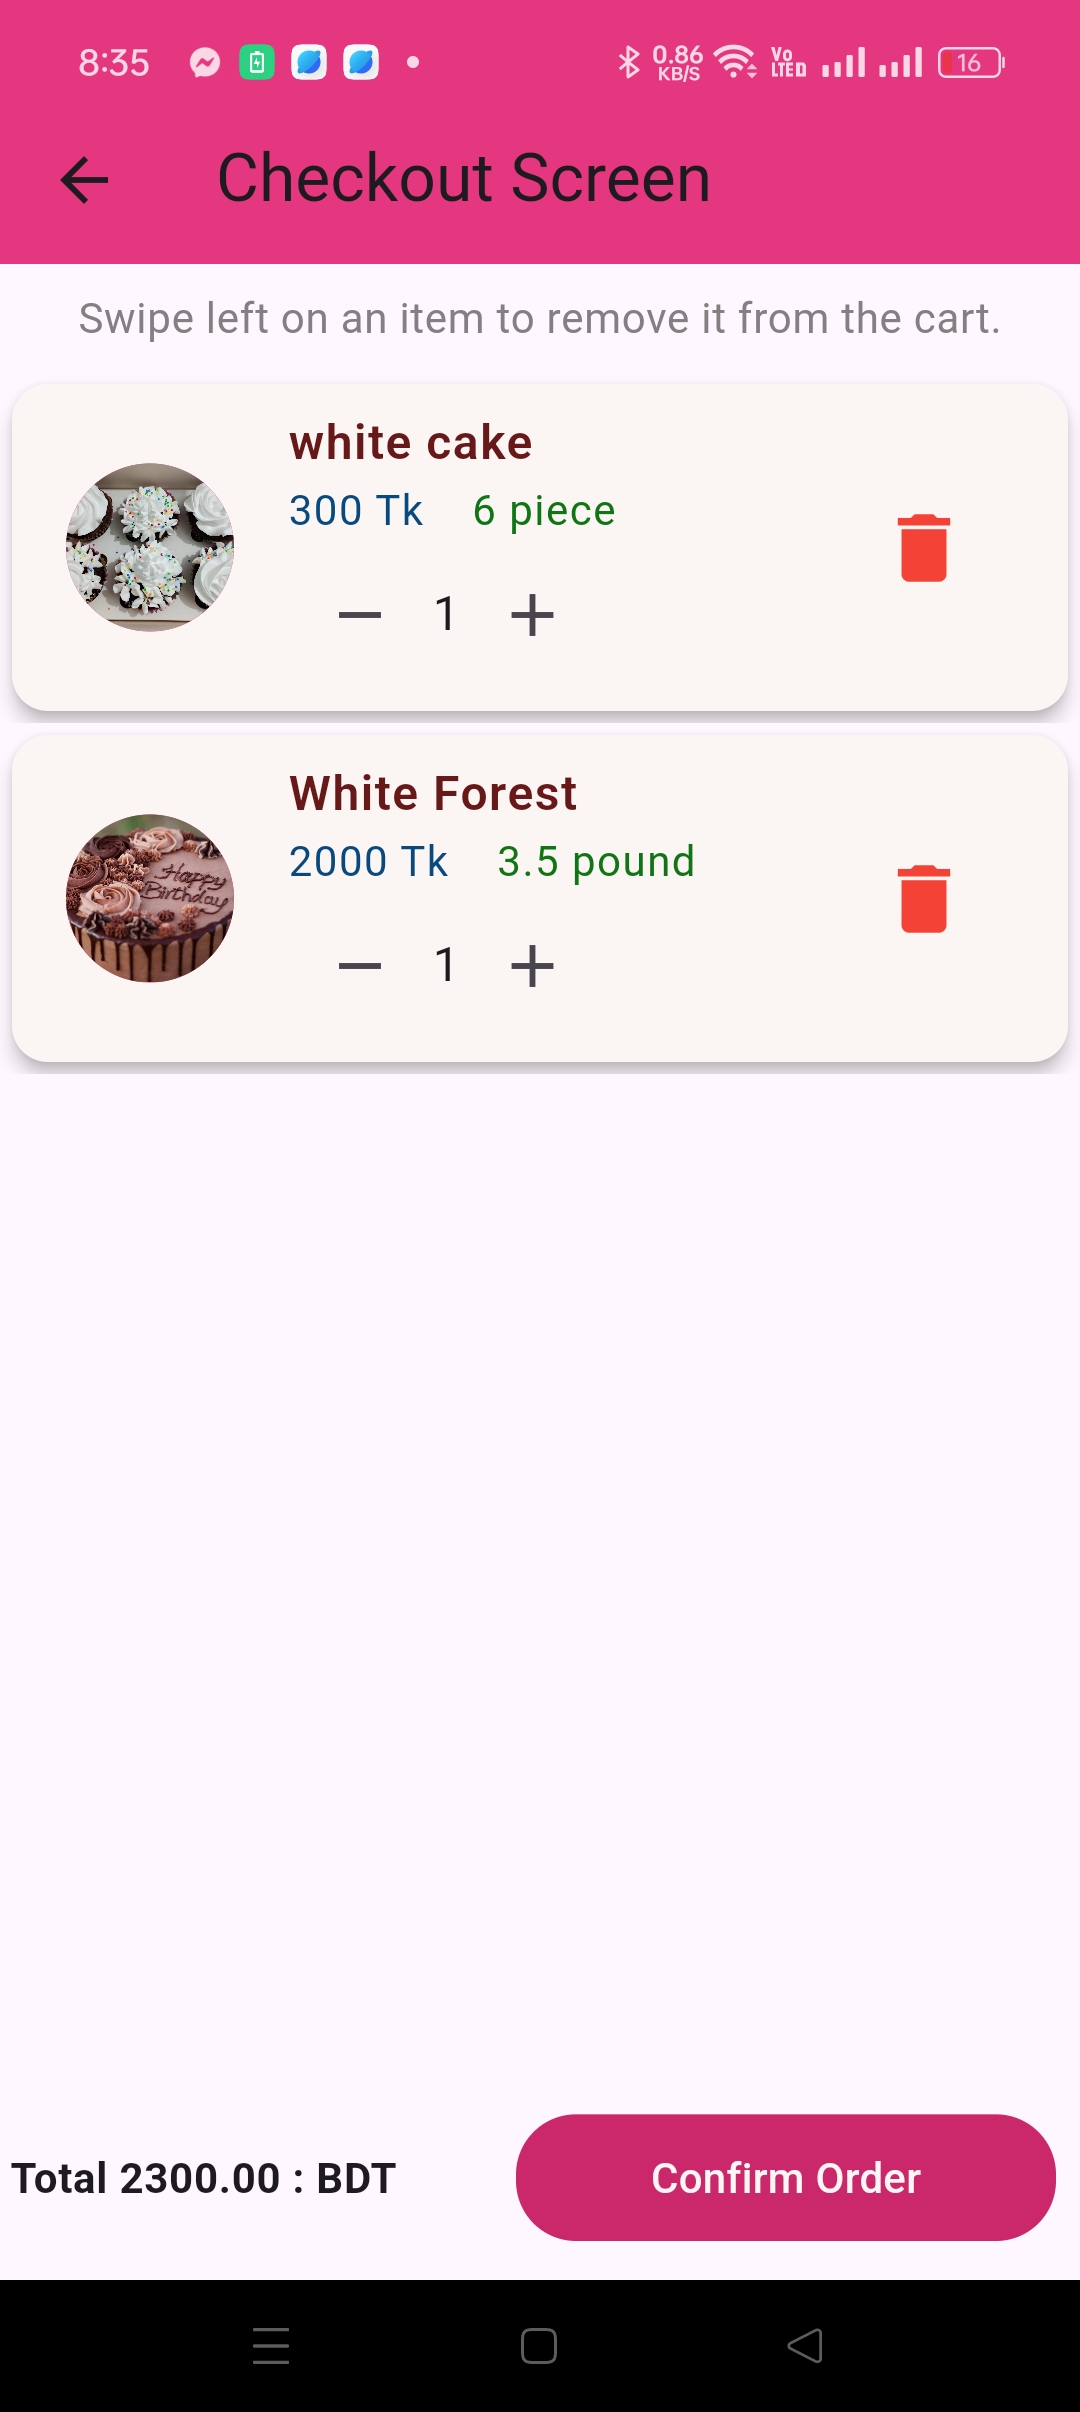 8:35 0.86 KB/S Vo LTED 16
Checkout Screen
Swipe left on an item to remove it from the cart.
white cake
300 Tk 6 piece
1
White Forest
2000 Tk 3.5 pound
Happy
Birthday
1
Total 2300.00 : BDT Confirm Order